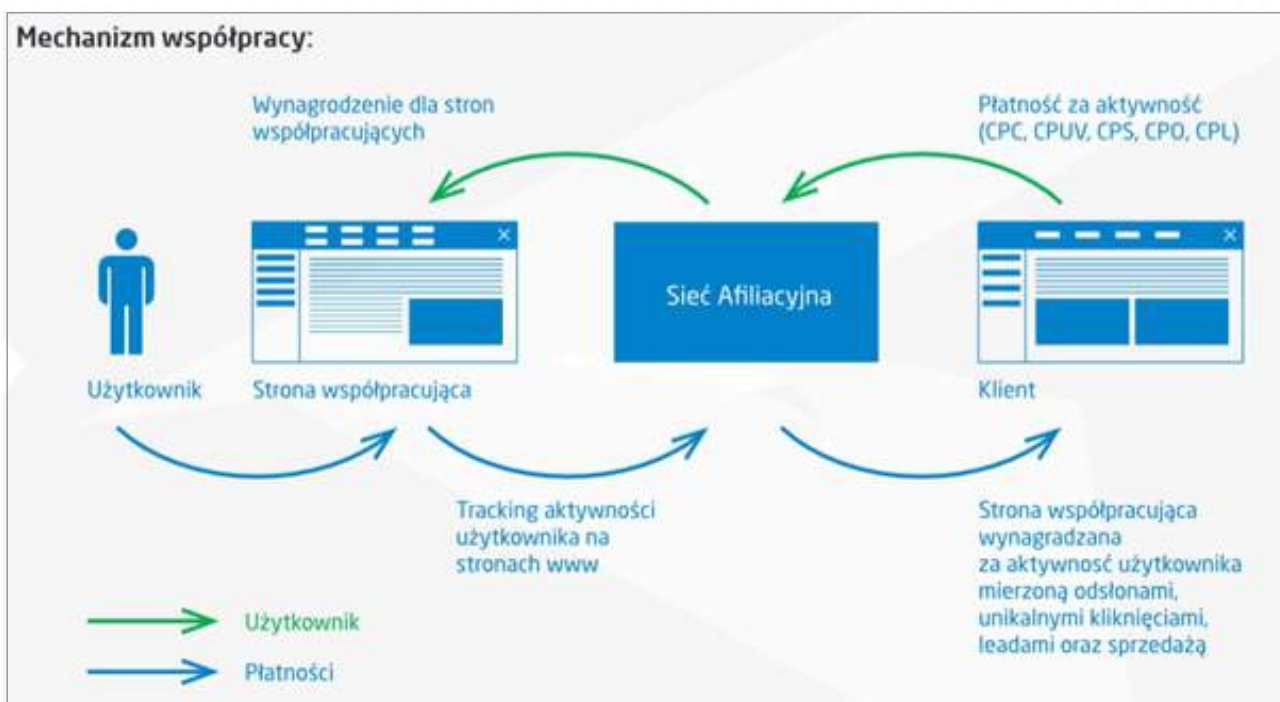 Mechanizm współpracy:
Wynagrodzenie dla stron
współpracujących
Płatność za aktywność
(CPC, CPUV, CPS, CPO, CPL)
Sieć Afiliacyjna
Użytkownik
Strona współpracująca
Klient
Tracking aktywności
użytkownika na
stronach www
Strona współpracująca
wynagradzana
za aktywnosć użytkownika
mierzoną odsłonami,
unikalnymi kliknięciami,
leadami oraz sprzedażą
Użytkownik
Płatności